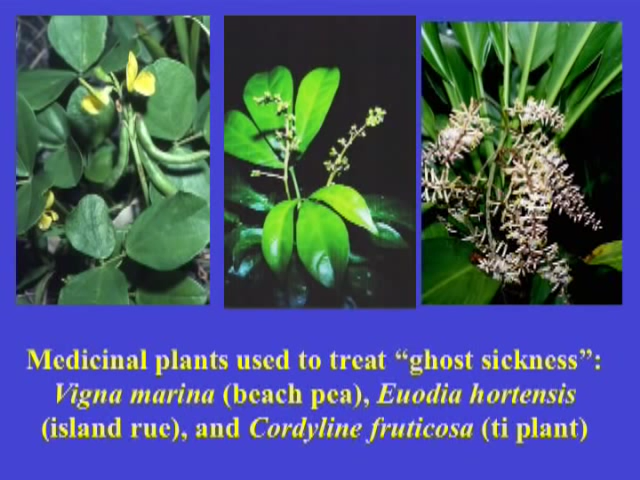 Medicinal plants used to treat “ghost sickness”:
Vigna marina (beach pea), Euodia hortensis
(island rue), and Cordyline fruticosa (ti plant)